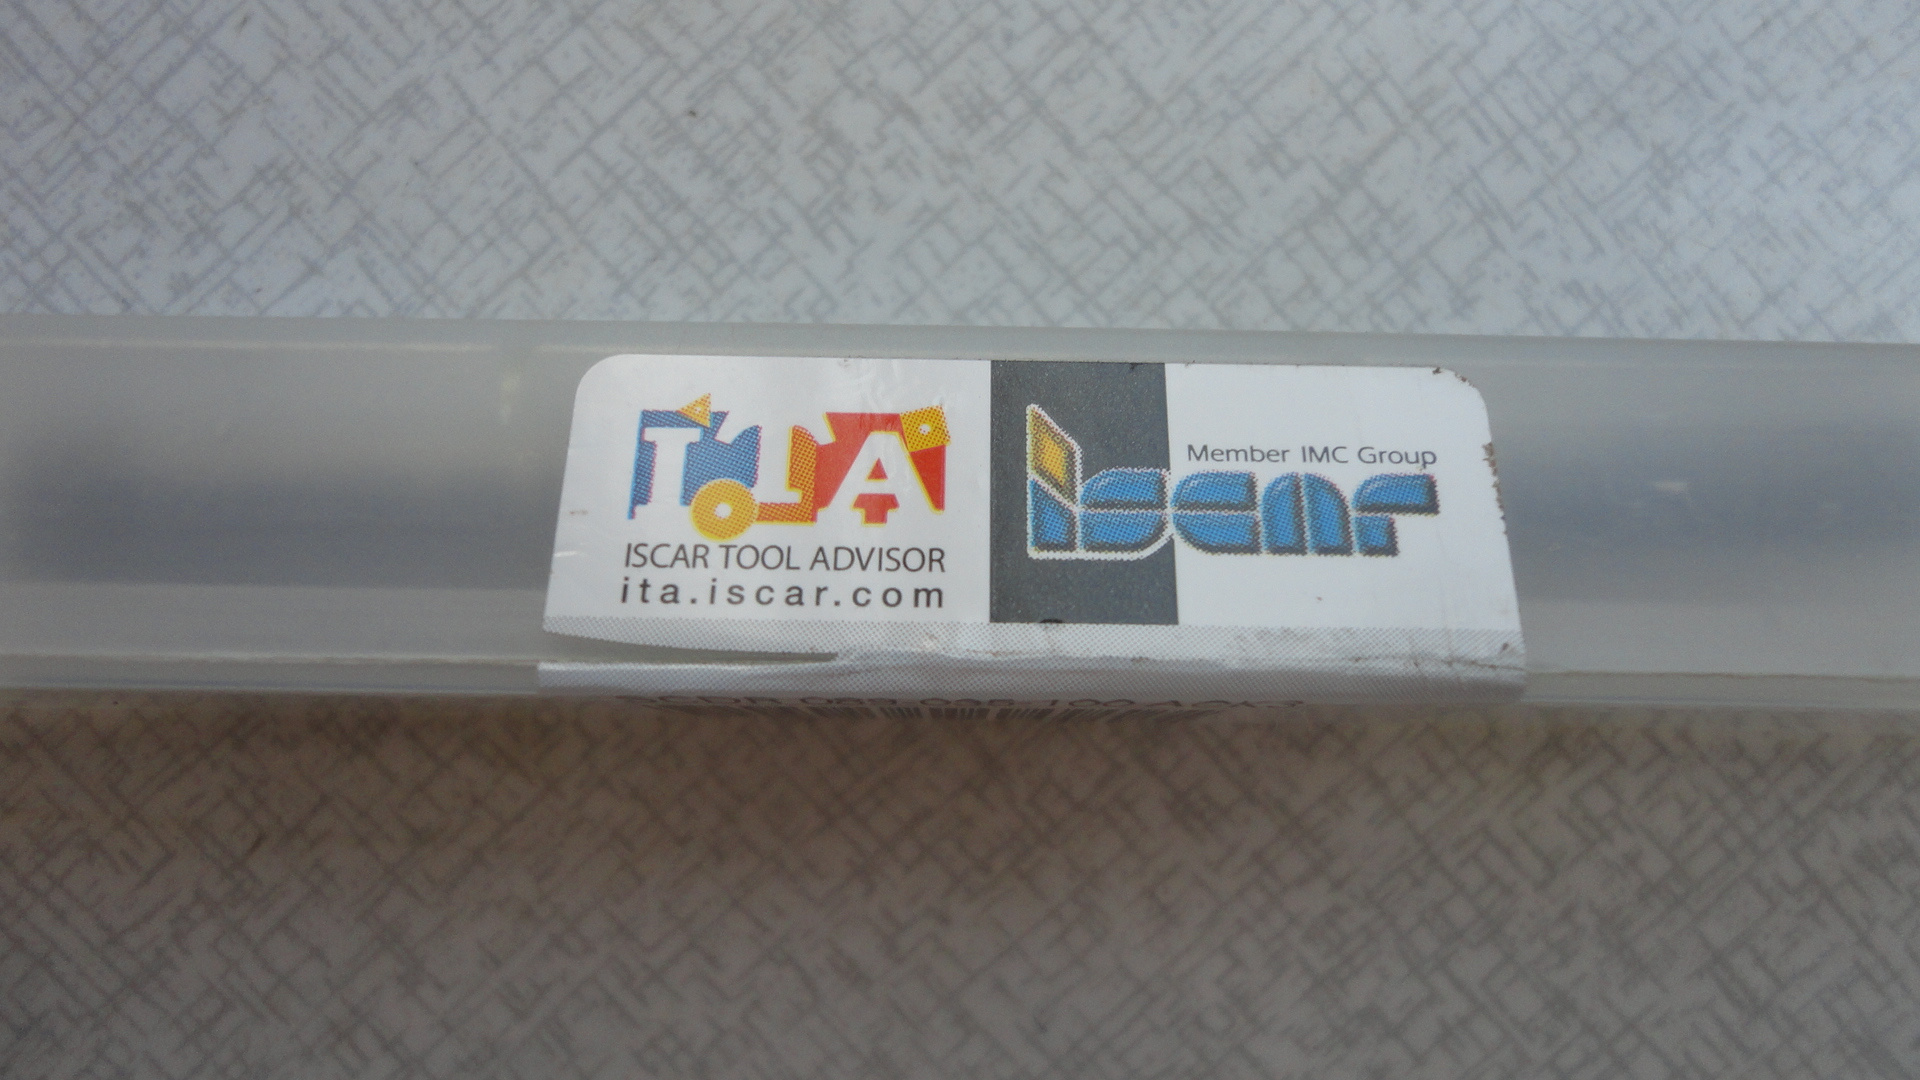 ITA
ISCAR TOOL ADVISOR
ita.iscar.com
Member IMC Group
iscar